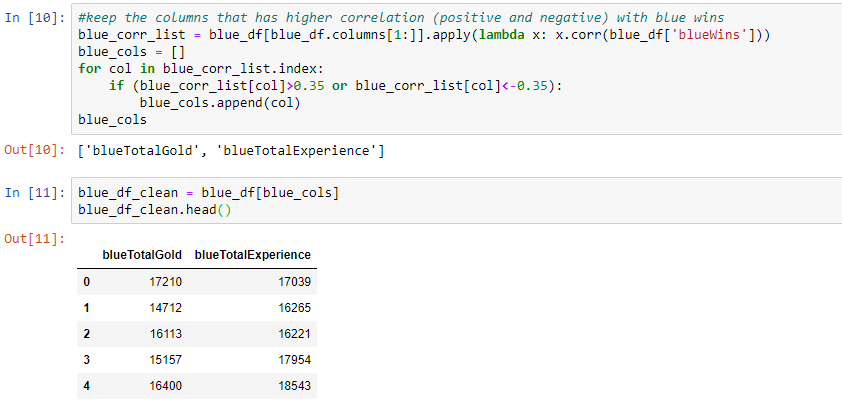 In [10]: #keep the columns that has higher correlation (positive and negative) with blue wins
blue_corr_list = blue_df[blue_df.columns[1:]].apply(lambda x: x.corr(blue_df['blueWins']))
blue_cols = []
for col in blue_corr_list.index:
    if (blue_corr_list[col]>0.35 or blue_corr_list[col]<-0.35):
        blue_cols.append(col)
blue_cols
Out[10]: ['blueTotalGold', 'blueTotalExperience']
In [11]: blue_df_clean = blue_df[blue_cols]
blue_df_clean.head()
Out[11]:
blueTotalGold blueTotalExperience
0 17210 17039
1 14712 16265
2 16113 16221
3 15157 17954
4 16400 18543